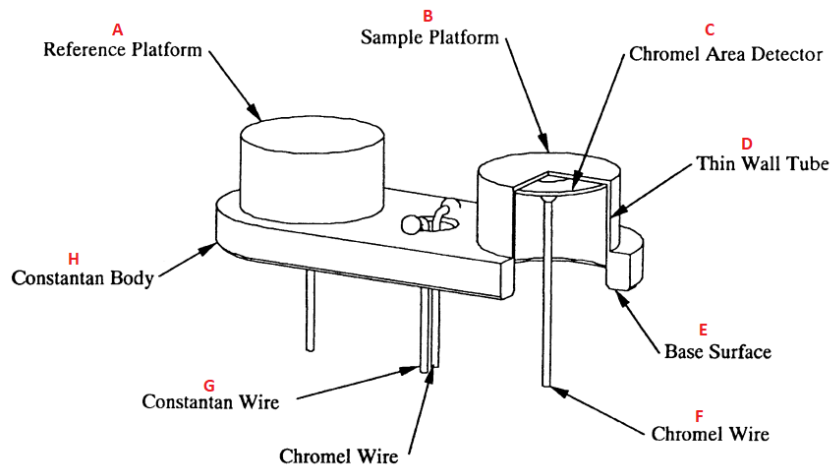 A
Reference Platform
B
Sample Platform
C
Chromel Area Detector
D
Thin Wall Tube
H
Constantan Body
E
Base Surface
G
Constantan Wire
F
Chromel Wire
Chromel Wire